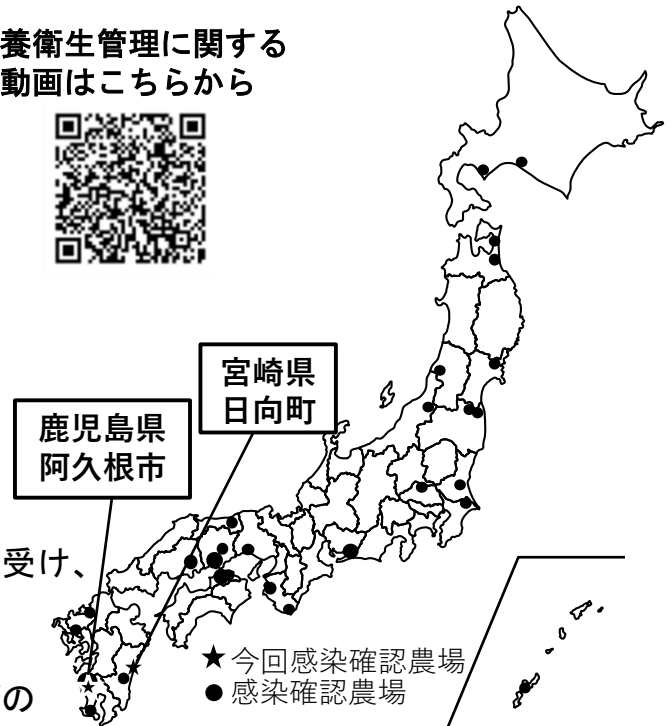 養衛生管理に関する
動画はこちらから
宮崎県
日向町
鹿児島県
阿久根市
受け、
★今回感染確認農場
●感染確認農場
の